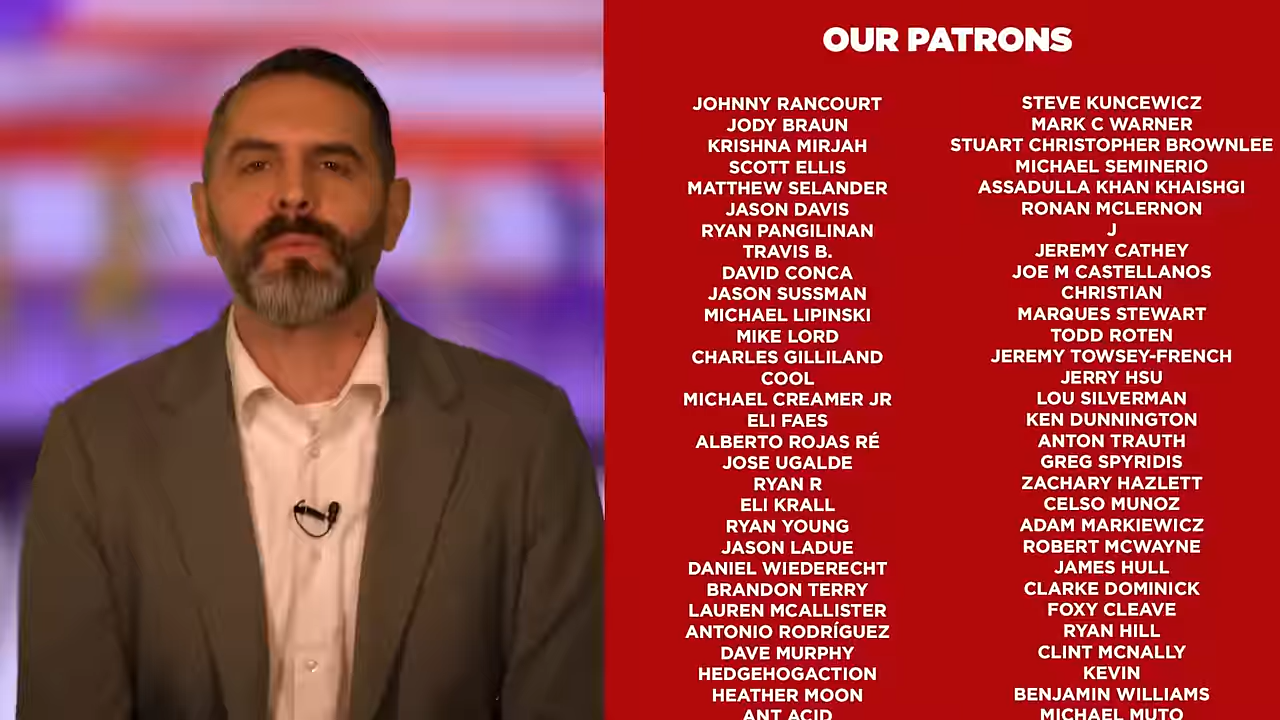 OUR PATRONS
JOHNNY RANCOURT
JODY BRAUN
KRISHNA MIRJAH
SCOTT ELLIS
MATTHEW SELANDER
JASON DAVIS
RYAN PANGILINAN
TRAVIS B.
DAVID CONCA
JASON SUSSMAN
MICHAEL LIPINSKI
MIKE LORD
CHARLES GILLILAND
COOL
MICHAEL CREAMER JR
ELI FAES
ALBERTO ROJAS RÉ
JOSE UGALDE
RYAN R
ELI KRALL
RYAN YOUNG
JASON LADUE
DANIEL WIEDERECHT
BRANDON TERRY
LAUREN MCALLISTER
ANTONIO RODRÍGUEZ
DAVE MURPHY
HEDGEHOGACTION
HEATHER MOON
ANT ACID
STEVE KUNCEWICZ
MARK C WARNER
STUART CHRISTOPHER BROWNLEE
MICHAEL SEMINERIO
ASSADULLA KHAN KHAISHGI
RONAN MCLERNON
J
JEREMY CATHEY
JOE M CASTELLANOS
CHRISTIAN
MARQUES STEWART
TODD ROTEN
JEREMY TOWSEY-FRENCH
JERRY HSU
LOU SILVERMAN
KEN DUNNINGTON
ANTON TRAUTH
GREG SPYRIDIS
ZACHARY HAZLETT
CELSO MUNOZ
ADAM MARKIEWICZ
ROBERT MCWAYNE
JAMES HULL
CLARKE DOMINICK
FOXY CLEAVE
RYAN HILL
CLINT MCNALLY
KEVIN
BENJAMIN WILLIAMS
MICHAEL MUTO